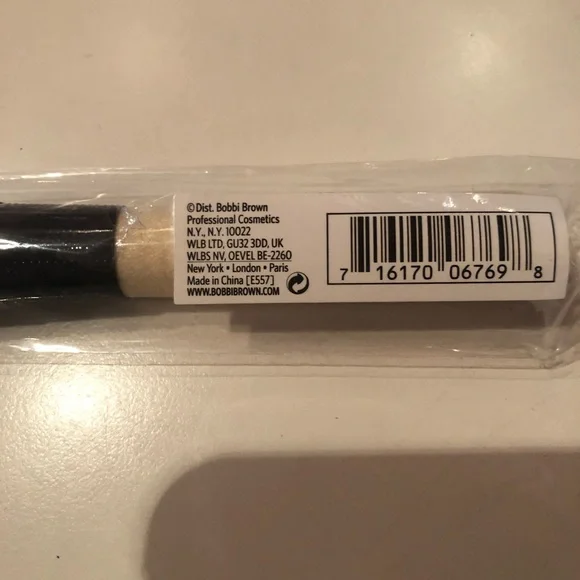 ©Dist. Bobbi Brown
Professional Cosmetics
N.Y., N.Y. 10022
WLB LTD, GU32 3DD, UK
WLBS NV, OEVEL BE-2260
New York • London • Paris
Made in China [E557]
WWW.BOBBIBROWN.COM
7 16170 06769 8